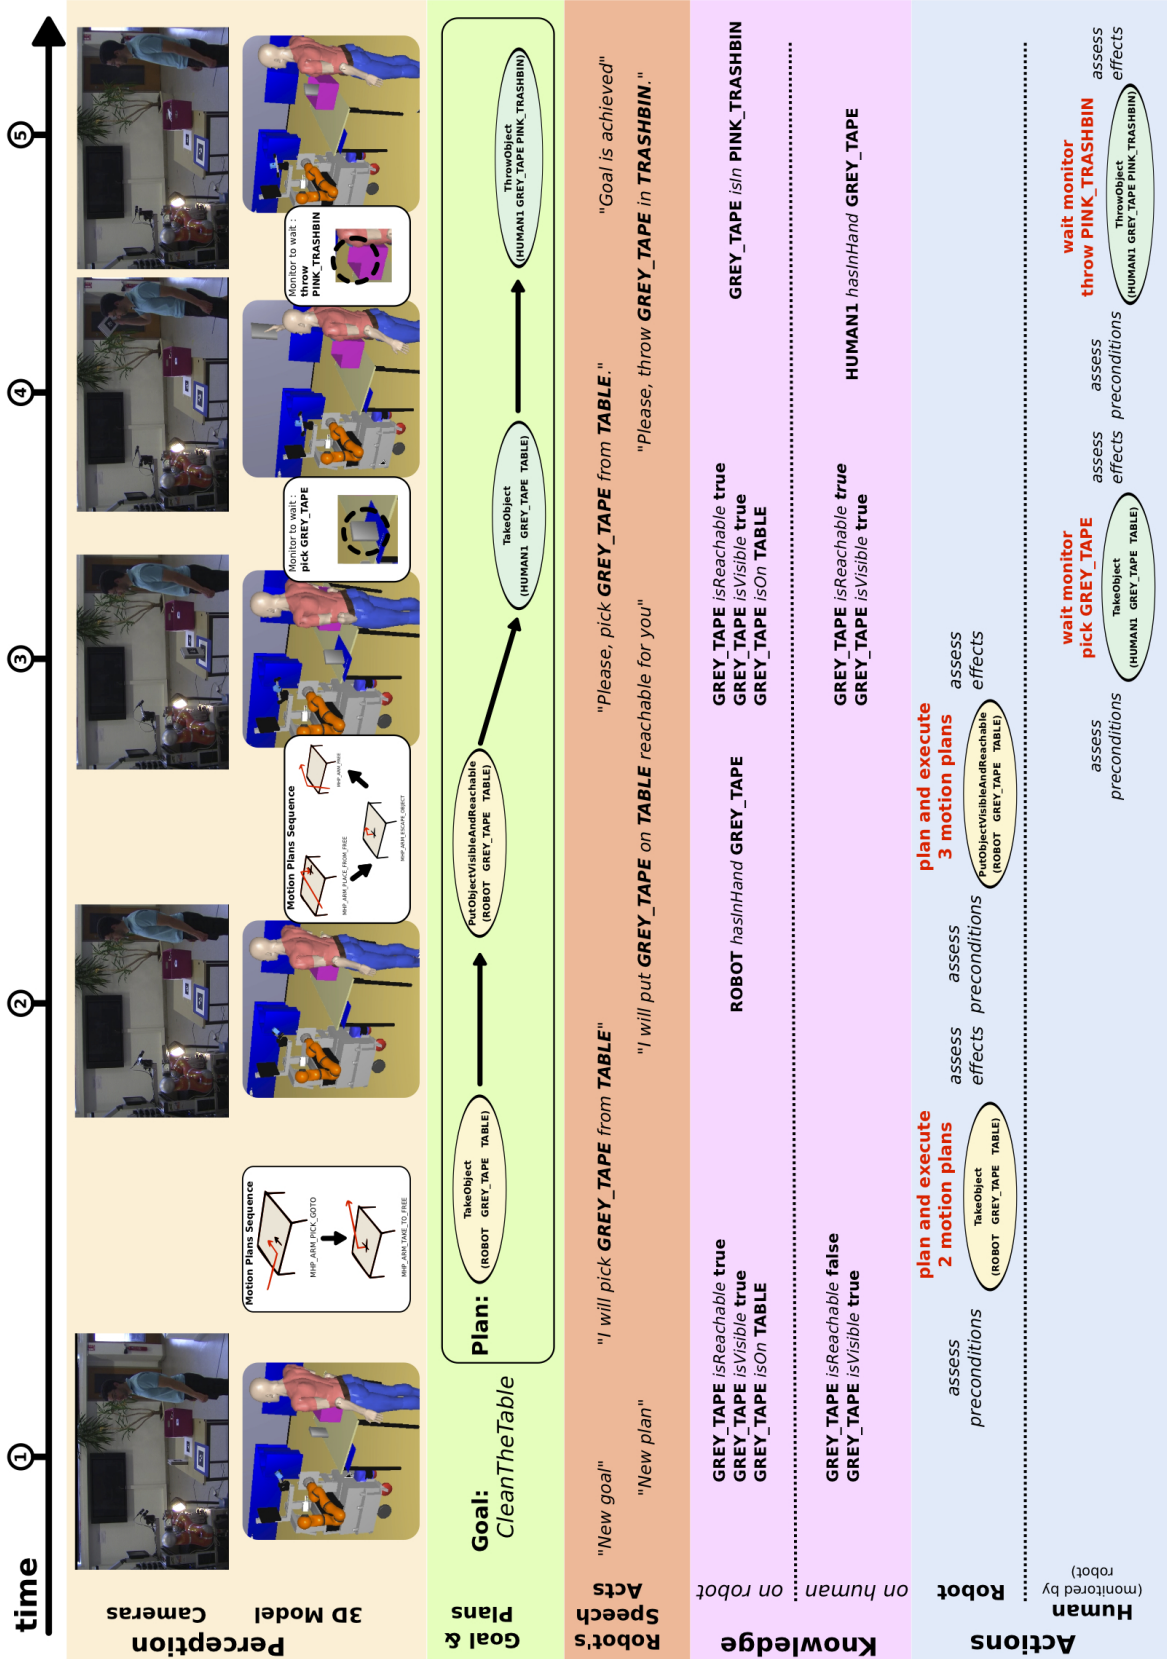 time
1
2
3
4
5
Perception
Cameras
3D Model
Motion Plans Sequence
MHP_ARM_PICK_GOTO
MHP_ARM_TAKE_TO_FREE
Motion Plans Sequence
MHP_ARM_PLACE_FROM_FREE
MHP_ARM_ESCAPE_OBJECT
MHP_ARM_FREE
Monitor to wait :
pick GREY_TAPE
Monitor to wait :
throw
PINK_TRASHBIN
Goal &
Plans
Goal:
CleanTheTable
Plan:
TakeObject
(ROBOT GREY_TAPE TABLE)
PutObjectVisibleAndReachable
(ROBOT GREY_TAPE TABLE)
TakeObject
(HUMAN1 GREY_TAPE TABLE)
ThrowObject
(HUMAN1 GREY_TAPE PINK_TRASHBIN)
Robot's
Speech
Acts
"New goal"
"New plan"
"I will pick GREY_TAPE from TABLE"
"I will put GREY_TAPE on TABLE reachable for you"
"Please, pick GREY_TAPE from TABLE."
"Please, throw GREY_TAPE in TRASHBIN."
"Goal is achieved"
Knowledge
on robot
on human
GREY_TAPE isReachable true
GREY_TAPE isVisible true
GREY_TAPE isOn TABLE
ROBOT hasInHand GREY_TAPE
GREY_TAPE isReachable true
GREY_TAPE isVisible true
GREY_TAPE isOn TABLE
GREY_TAPE isIn PINK_TRASHBIN
GREY_TAPE isReachable false
GREY_TAPE isVisible true
GREY_TAPE isReachable true
GREY_TAPE isVisible true
HUMAN1 hasInHand GREY_TAPE
Actions
Robot
assess
preconditions
plan and execute
2 motion plans
TakeObject
(ROBOT GREY_TAPE TABLE)
assess
effects
assess
preconditions
plan and execute
3 motion plans
PutObjectVisibleAndReachable
(ROBOT GREY_TAPE TABLE)
assess
effects
Human
(monitored by
robot)
assess
preconditions
wait monitor
pick GREY_TAPE
TakeObject
(HUMAN1 GREY_TAPE TABLE)
assess
effects
assess
preconditions
wait monitor
throw PINK_TRASHBIN
ThrowObject
(HUMAN1 GREY_TAPE PINK_TRASHBIN)
assess
effects